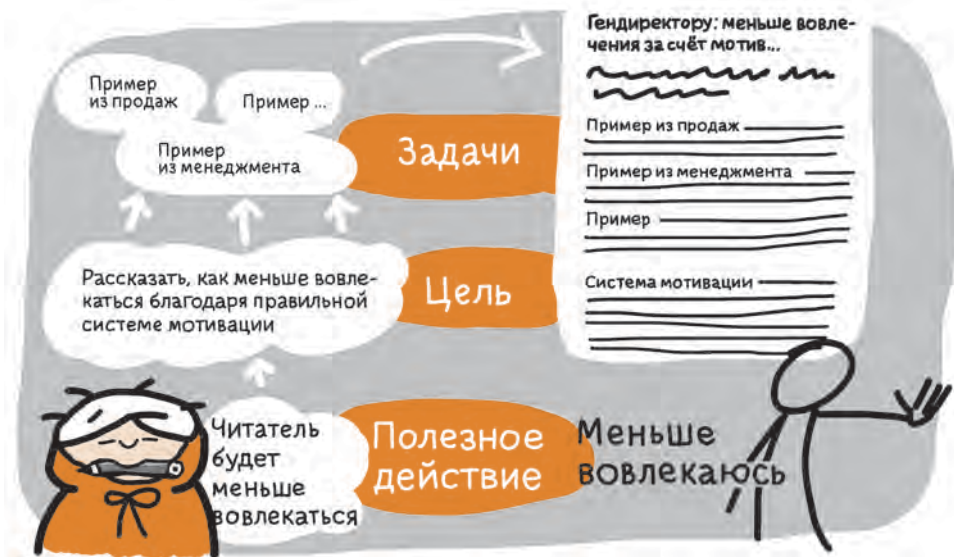 Пример
из продаж
Пример ...
Пример
из менеджмента
Задачи
Гендиректору: меньше вовле-
чения за счёт мотив...
Пример из продаж
Пример из менеджмента
Пример
Система мотивации
Рассказать, как меньше вовле-
каться благодаря правильной
системе мотивации
Цель
Читатель
будет
меньше
вовлекаться
Полезное
действие
Меньше
вовлекаюсь